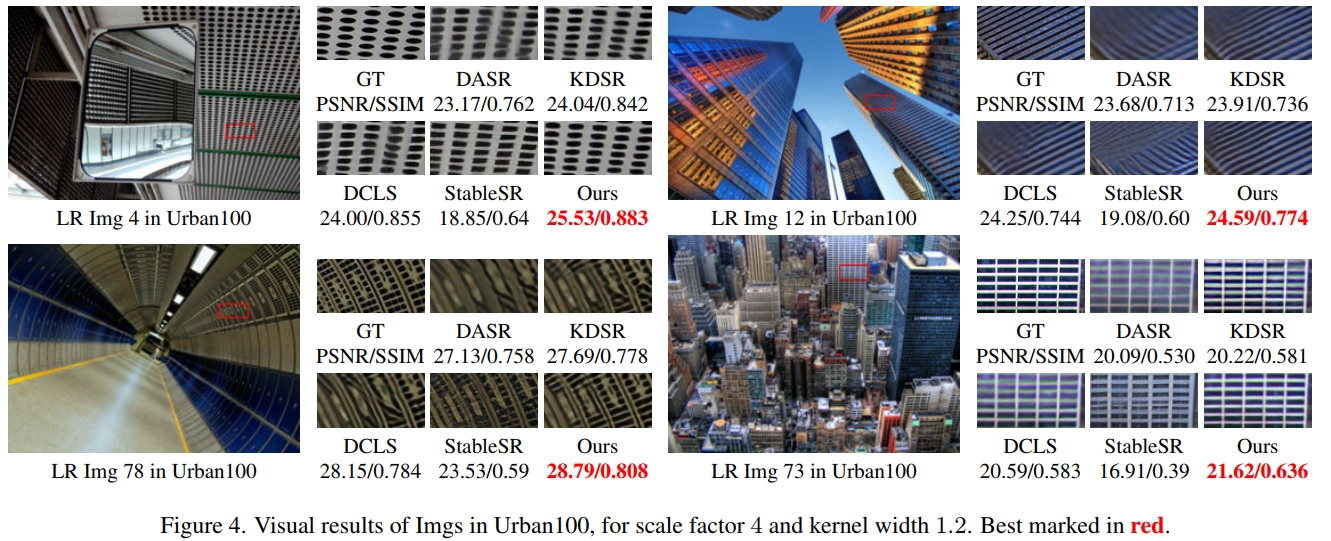 GT DASR KDSR
PSNR/SSIM 23.17/0.762 24.04/0.842
DCLS StableSR Ours
24.00/0.855 18.85/0.64 25.53/0.883
LR Img 4 in Urban100
GT DASR KDSR
PSNR/SSIM 23.68/0.713 23.91/0.736
DCLS StableSR Ours
24.25/0.744 19.08/0.60 24.59/0.774
LR Img 12 in Urban100
GT DASR KDSR
PSNR/SSIM 27.13/0.758 27.69/0.778
DCLS StableSR Ours
28.15/0.784 23.53/0.59 28.79/0.808
LR Img 78 in Urban100
GT DASR KDSR
PSNR/SSIM 20.09/0.530 20.22/0.581
DCLS StableSR Ours
20.59/0.583 16.91/0.39 21.62/0.636
LR Img 73 in Urban100
Figure 4. Visual results of Imgs in Urban100, for scale factor 4 and kernel width 1.2. Best marked in red.